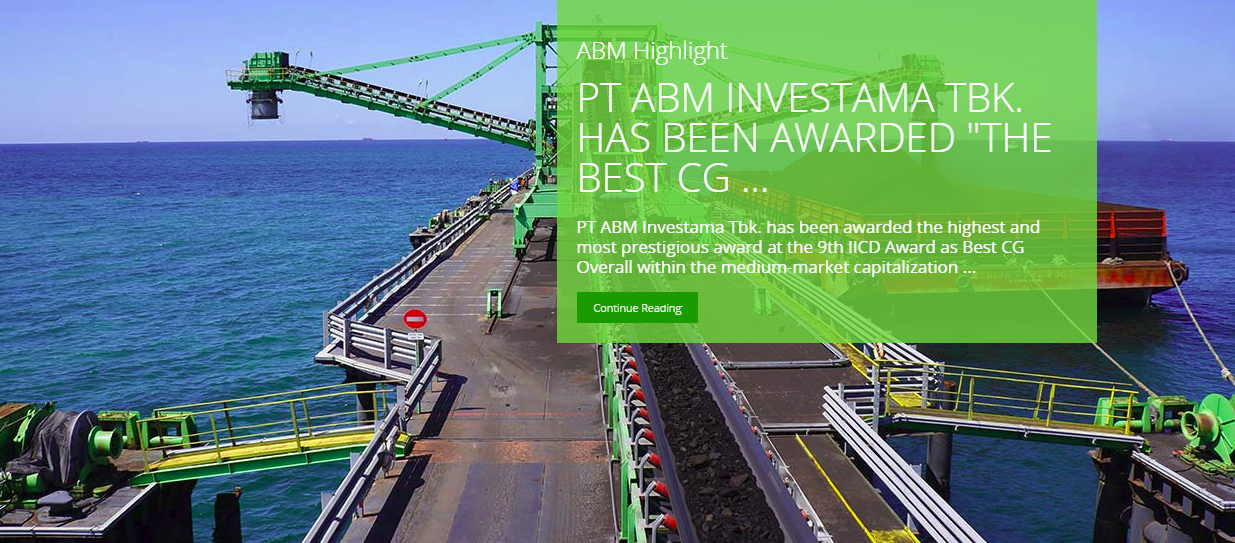 ABM Highlight
PT ABM INVESTAMA TBK.
HAS BEEN AWARDED "THE
BEST CG ...
PT ABM Investama Tbk. has been awarded the highest and
most prestigious award at the 9th IICD Award as Best CG
Overall within the medium-market capitalization ...
Continue Reading